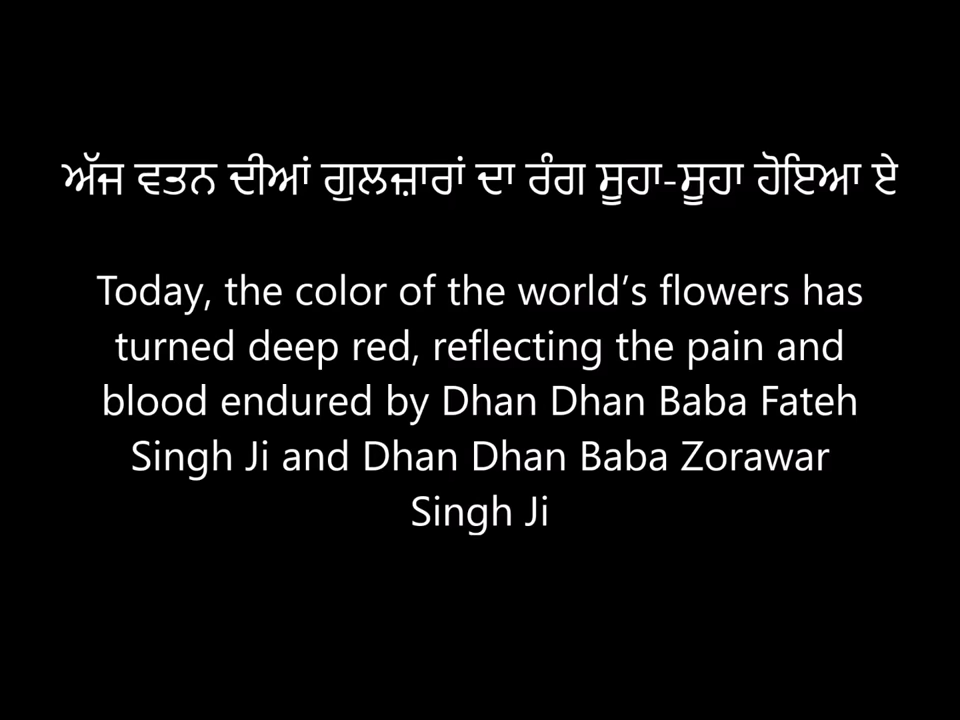 ਅੱਜ ਵਤਨ ਦੀਆਂ ਗੁਲਜ਼ਾਰਾਂ ਦਾ ਰੰਗ ਸੂਹਾ-ਸੂਹਾ ਹੋਇਆ ਏ
Today, the color of the world’s flowers has
turned deep red, reflecting the pain and
blood endured by Dhan Dhan Baba Fateh
Singh Ji and Dhan Dhan Baba Zorawar
Singh Ji